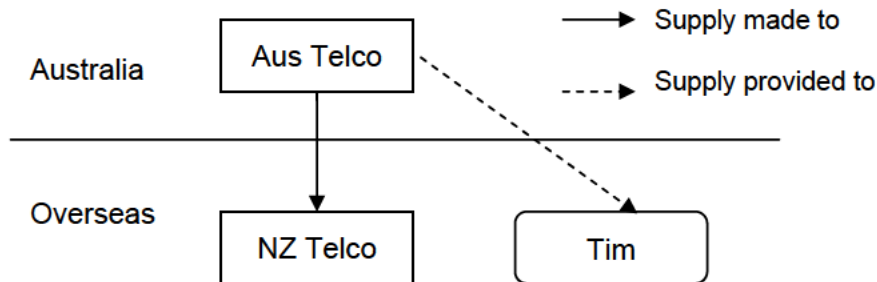 Supply made to
Aus Telco
Australia
Supply provided to
Overseas
NZ Telco
Tim